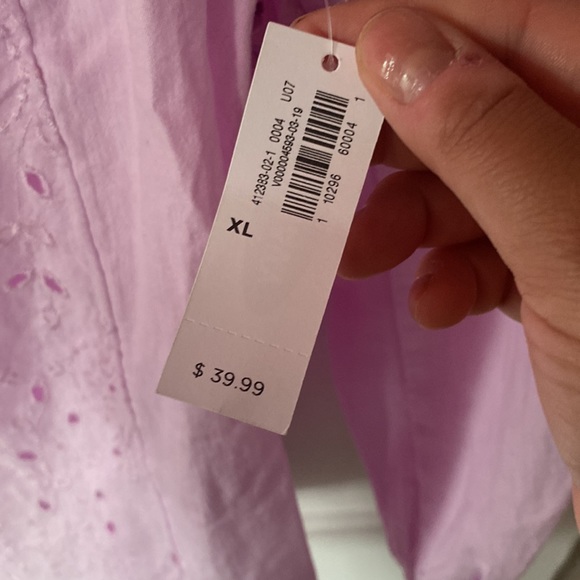 412383-02-1 0004 U07
V000004593-03-19
1 10296 60004 1
XL
$ 39.99